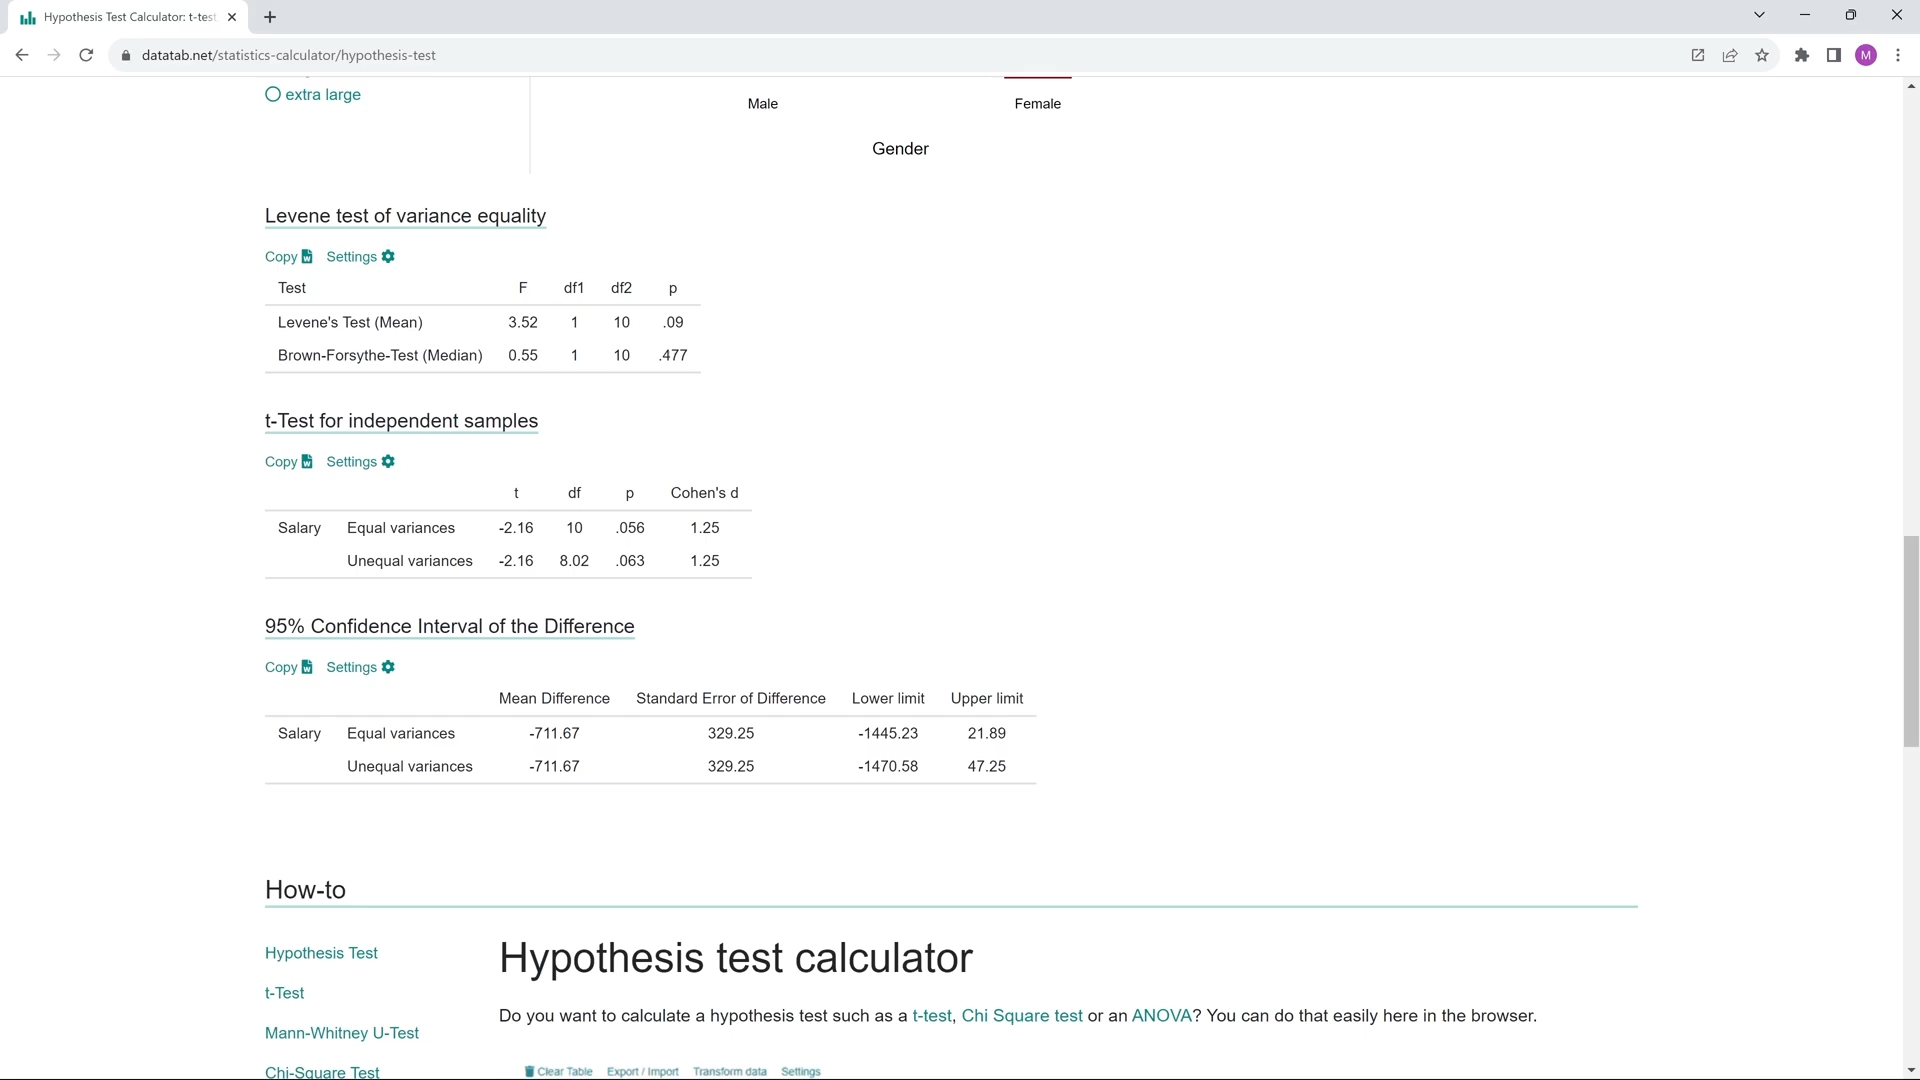 Hypothesis Test Calculator: t-test
datatab.net/statistics-calculator/hypothesis-test
M
extra large
Male Female
Gender
Levene test of variance equality
Copy Settings
Test F df1 df2 p
Levene's Test (Mean) 3.52 1 10 .09
Brown-Forsythe-Test (Median) 0.55 1 10 .477
t-Test for independent samples
Copy Settings
t df p Cohen's d
Salary Equal variances -2.16 10 .056 1.25
Unequal variances -2.16 8.02 .063 1.25
95% Confidence Interval of the Difference
Copy Settings
Mean Difference Standard Error of Difference Lower limit Upper limit
Salary Equal variances -711.67 329.25 -1445.23 21.89
Unequal variances -711.67 329.25 -1470.58 47.25
How-to
Hypothesis Test
t-Test
Mann-Whitney U-Test
Chi-Square Test
Hypothesis test calculator
Do you want to calculate a hypothesis test such as a t-test, Chi Square test or an ANOVA? You can do that easily here in the browser.
Clear Table Export / Import Transform data Settings